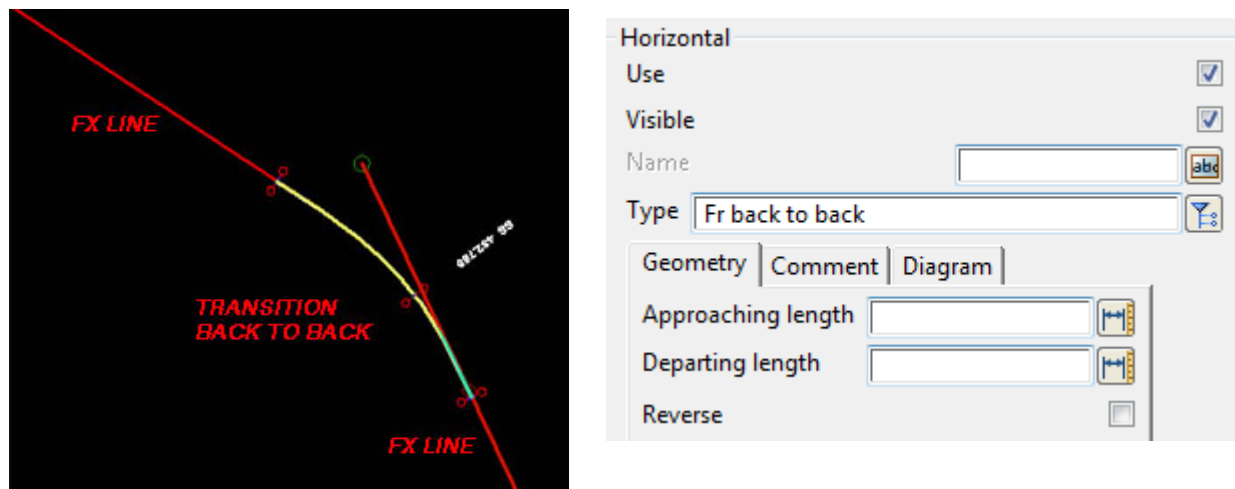 FX LINE
TRANSITION
BACK TO BACK
FX LINE
Horizontal
Use
Visible
Name
abc
Type Fr back to back
Geometry Comment Diagram
Approaching length
Departing length
Reverse